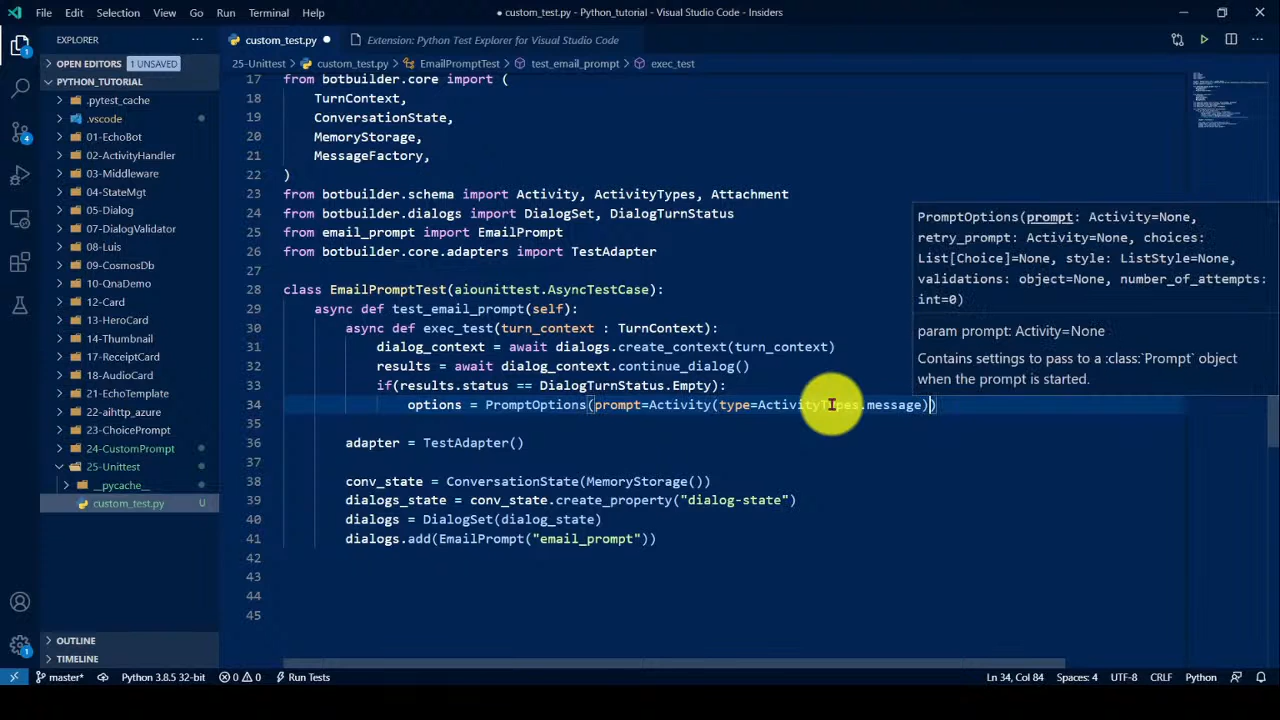 File Edit Selection View Go Run Terminal Help
● custom_test.py - Python_tutorial - Visual Studio Code - Insiders
EXPLORER
OPEN EDITORS 1 UNSAVED
PYTHON_TUTORIAL
.pytest_cache
.vscode
01-EchoBot
02-ActivityHandler
03-Middleware
04-StateMgt
05-Dialog
07-DialogValidator
08-Luis
09-CosmosDb
10-QnaDemo
12-Card
13-HeroCard
14-Thumbnail
17-ReceiptCard
18-AudioCard
21-EchoTemplate
22-aihttp_azure
23-ChoicePrompt
24-CustomPrompt
25-Unittest
__pycache__
custom_test.py U
OUTLINE
TIMELINE
1
4
1
custom_test.py ●
Extension: Python Test Explorer for Visual Studio Code
25-Unittest > custom_test.py > EmailPromptTest > test_email_prompt > exec_test
17 from botbuilder.core import (
18 TurnContext,
19 ConversationState,
20 MemoryStorage,
21 MessageFactory,
22 )
23 from botbuilder.schema import Activity, ActivityTypes, Attachment
24 from botbuilder.dialogs import DialogSet, DialogTurnStatus
25 from email_prompt import EmailPrompt
26 from botbuilder.core.adapters import TestAdapter
27
28 class EmailPromptTest(aiounittest.AsyncTestCase):
29 async def test_email_prompt(self):
30 async def exec_test(turn_context : TurnContext):
31 dialog_context = await dialogs.create_context(turn_context)
32 results = await dialog_context.continue_dialog()
33 if(results.status == DialogTurnStatus.Empty):
34 options = PromptOptions(prompt=Activity(type=ActivityTypes.message))
35
36 adapter = TestAdapter()
37
38 conv_state = ConversationState(MemoryStorage())
39 dialogs_state = conv_state.create_property("dialog-state")
40 dialogs = DialogSet(dialog_state)
41 dialogs.add(EmailPrompt("email_prompt"))
42
43
44
45
PromptOptions(prompt: Activity=None,
retry_prompt: Activity=None, choices:
List[Choice]=None, style: ListStyle=None,
validations: object=None, number_of_attempts:
int=0)
param prompt: Activity=None
Contains settings to pass to a :class:`Prompt` object
when the prompt is started.
master* Python 3.8.5 32-bit 0 0 Run Tests Ln 34, Col 84 Spaces: 4 UTF-8 CRLF Python